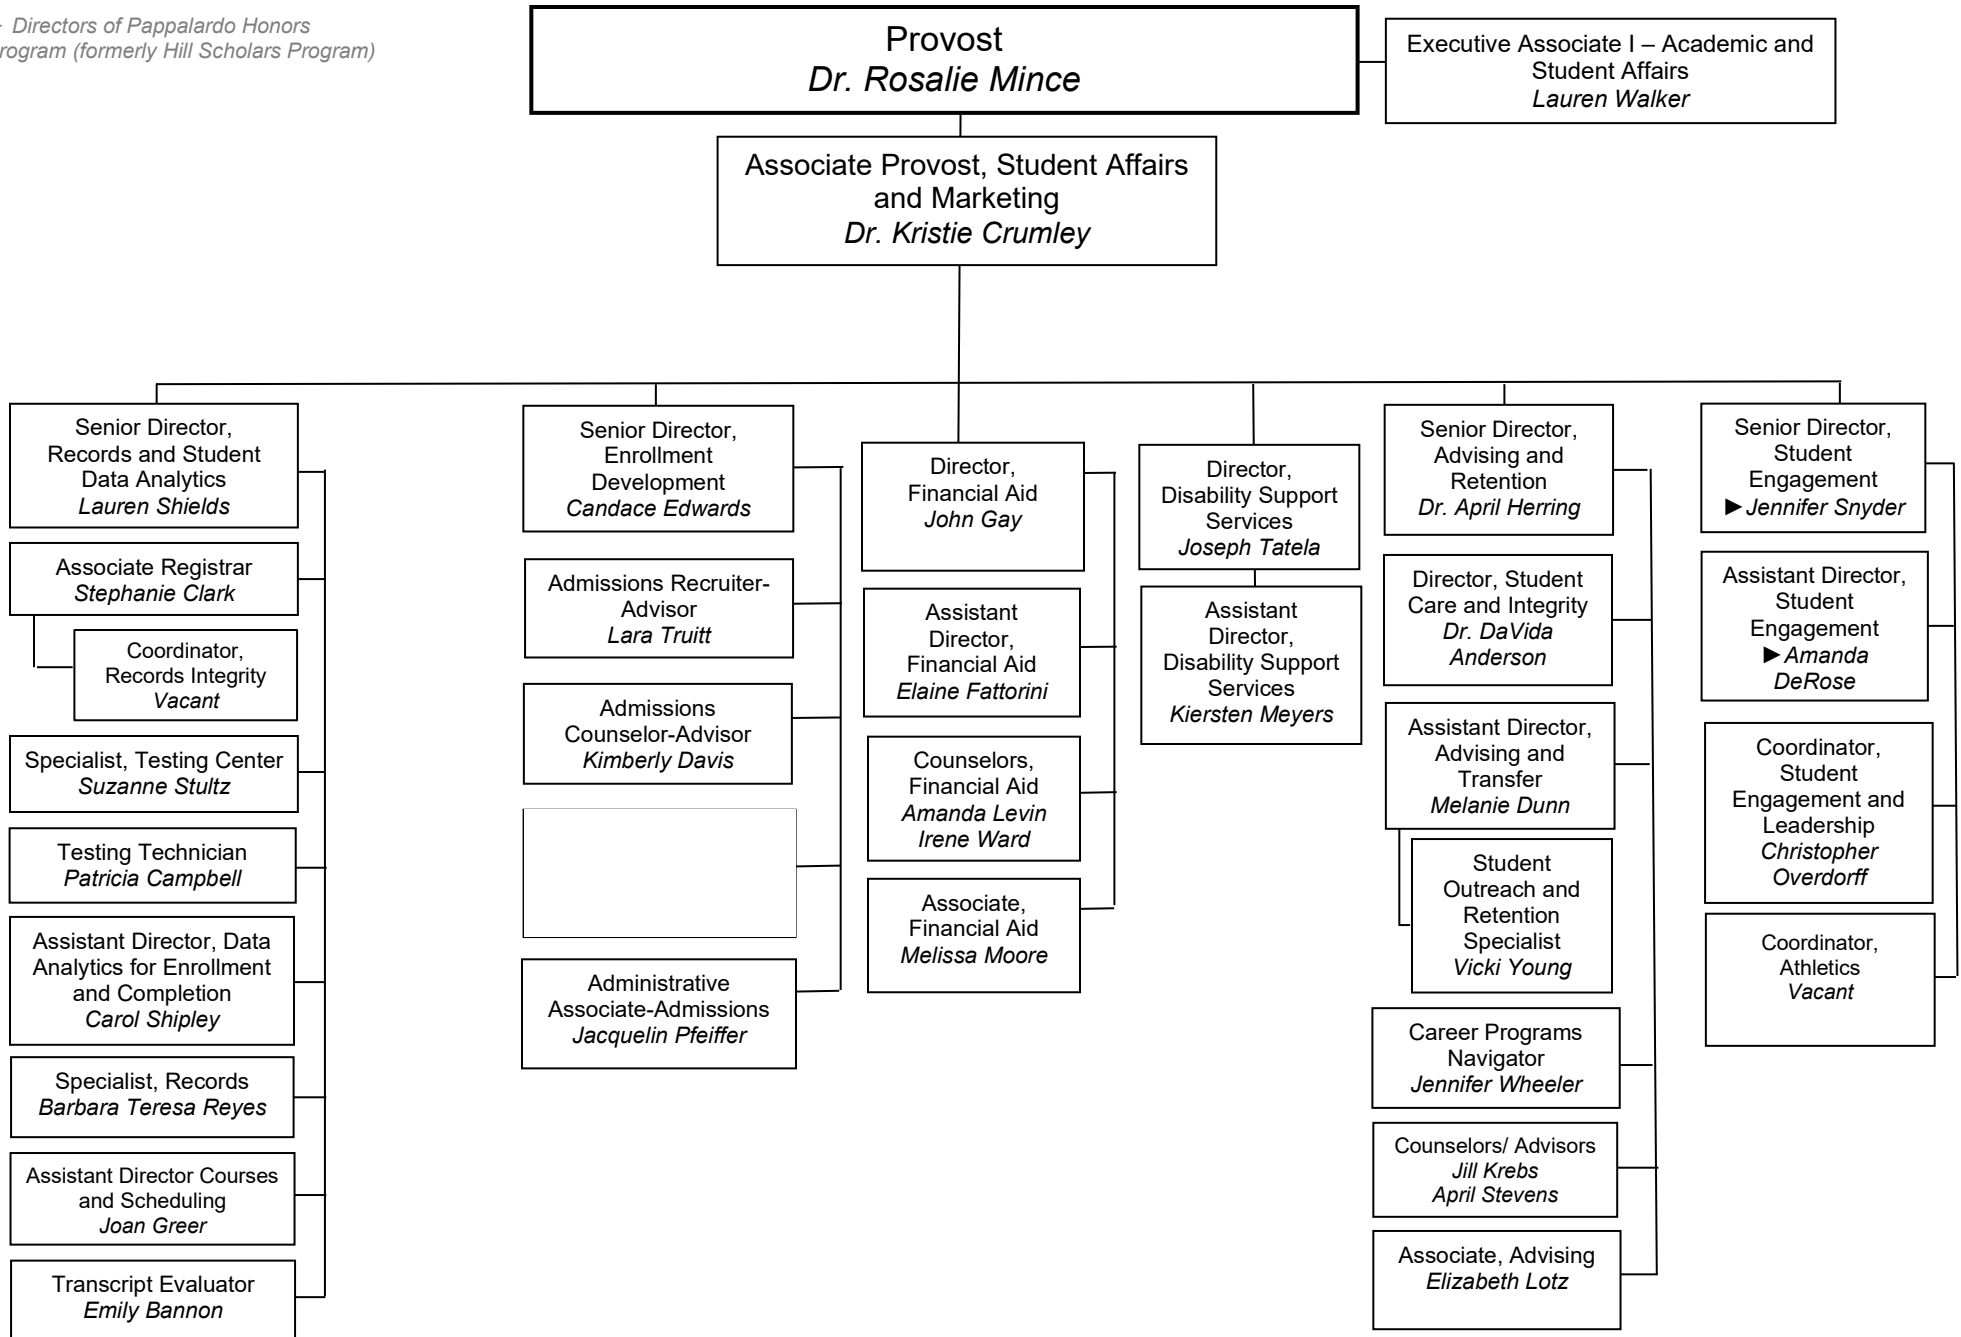 Directors of Pappalardo Honors
rogram (formerly Hill Scholars Program)
Provost
Dr. Rosalie Mince
Executive Associate I – Academic and
Student Affairs
Lauren Walker
Associate Provost, Student Affairs
and Marketing
Dr. Kristie Crumley
Senior Director,
Records and Student
Data Analytics
Lauren Shields
Associate Registrar
Stephanie Clark
Coordinator,
Records Integrity
Vacant
Specialist, Testing Center
Suzanne Stultz
Testing Technician
Patricia Campbell
Assistant Director, Data
Analytics for Enrollment
and Completion
Carol Shipley
Specialist, Records
Barbara Teresa Reyes
Assistant Director Courses
and Scheduling
Joan Greer
Transcript Evaluator
Emily Bannon
Senior Director,
Enrollment
Development
Candace Edwards
Admissions Recruiter-
Advisor
Lara Truitt
Admissions
Counselor-Advisor
Kimberly Davis
Administrative
Associate-Admissions
Jacquelin Pfeiffer
Director,
Financial Aid
John Gay
Assistant
Director,
Financial Aid
Elaine Fattorini
Counselors,
Financial Aid
Amanda Levin
Irene Ward
Associate,
Financial Aid
Melissa Moore
Director,
Disability Support
Services
Joseph Tatela
Assistant
Director,
Disability Support
Services
Kiersten Meyers
Senior Director,
Advising and
Retention
Dr. April Herring
Director, Student
Care and Integrity
Dr. DaVida
Anderson
Assistant Director,
Advising and
Transfer
Melanie Dunn
Student
Outreach and
Retention
Specialist
Vicki Young
Career Programs
Navigator
Jennifer Wheeler
Counselors/ Advisors
Jill Krebs
April Stevens
Associate, Advising
Elizabeth Lotz
Senior Director,
Student
Engagement
►Jennifer Snyder
Assistant Director,
Student
Engagement
►Amanda
DeRose
Coordinator,
Student
Engagement and
Leadership
Christopher
Overdorff
Coordinator,
Athletics
Vacant